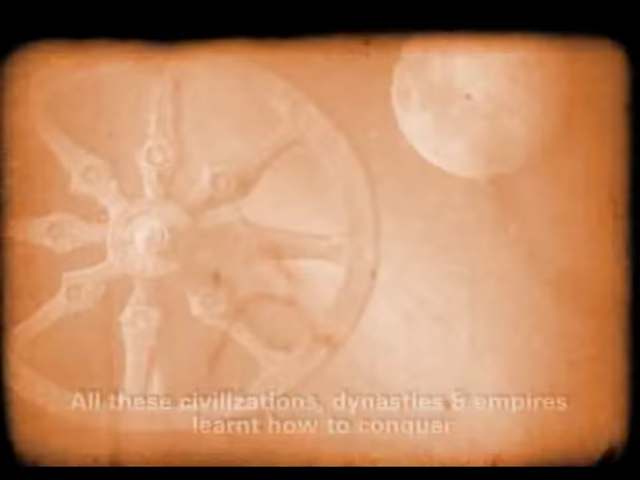 All these civilizations, dynasties & empires
learnt how to conquer